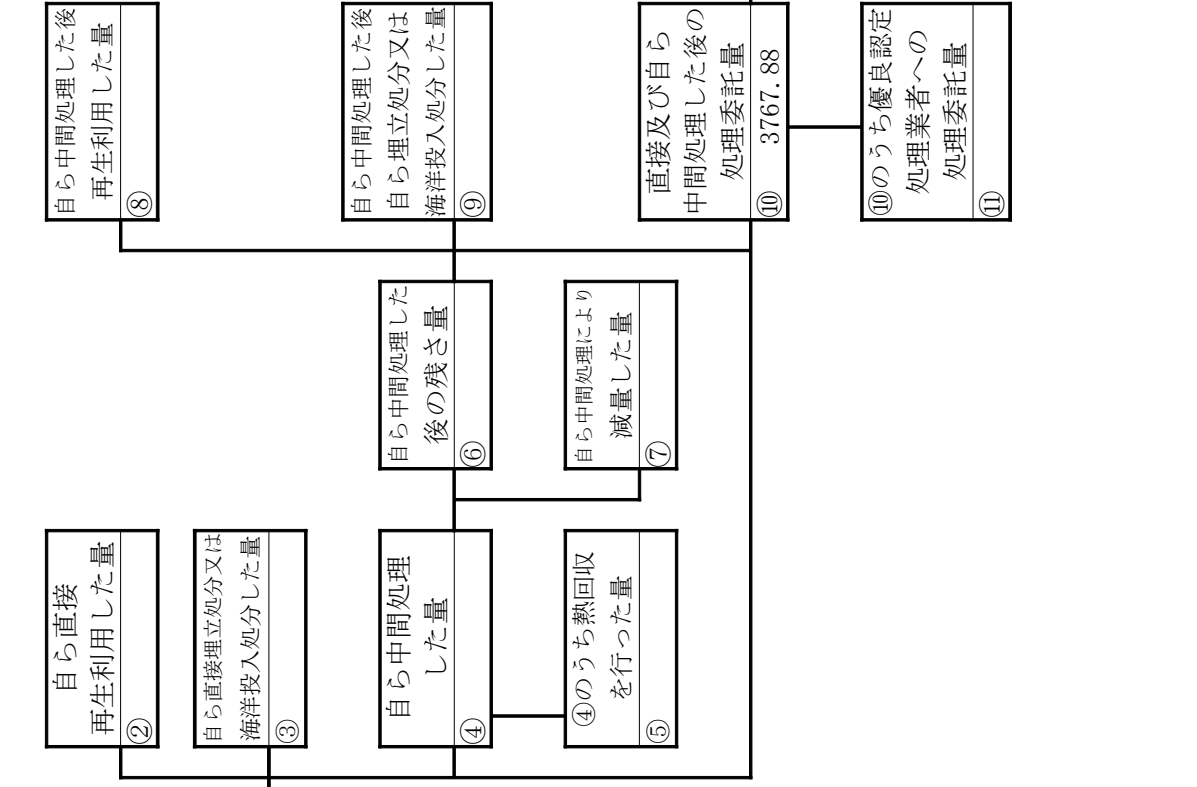 自ら直接
再生利用した量
②
自ら直接埋立処分又は
海洋投入処分した量
③
自ら中間処理
した量
④
④のうち熱回収
を行った量
⑤
自ら中間処理した
後の残さ量
⑥
自ら中間処理により
減量した量
⑦
自ら中間処理した後
再生利用した量
⑧
自ら中間処理した後
自ら埋立処分又は
海洋投入処分した量
⑨
直接及び自ら
中間処理した後の
処理委託量
⑩ 3767.88
⑩のうち優良認定
処理業者への
処理委託量
⑪